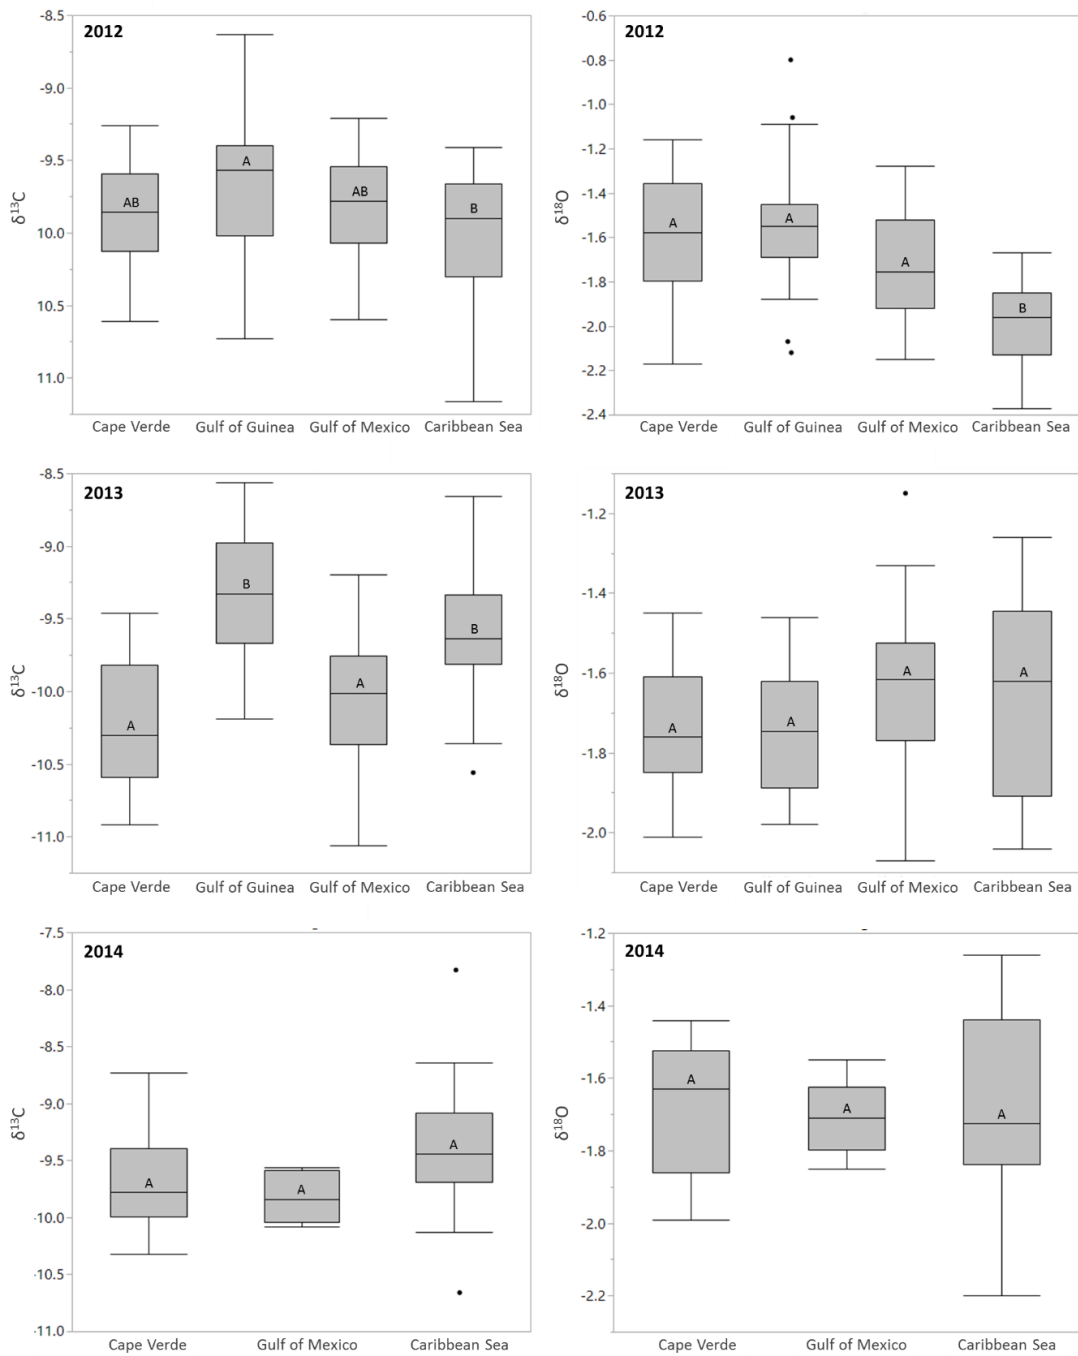 2012
-8.5
-9.0
-9.5
10.0
10.5
11.0
δ13C
A
AB
AB
B
Cape Verde Gulf of Guinea Gulf of Mexico Caribbean Sea
2012
-0.6
-0.8
-1.0
-1.2
-1.4
-1.6
-1.8
-2.0
-2.2
-2.4
δ18O
A
A
A
B
Cape Verde Gulf of Guinea Gulf of Mexico Caribbean Sea
2013
-8.5
-9.0
-9.5
-10.0
-10.5
-11.0
δ13C
A
B
A
B
Cape Verde Gulf of Guinea Gulf of Mexico Caribbean Sea
2013
-1.2
-1.4
-1.6
-1.8
-2.0
δ18O
A
A
A
A
Cape Verde Gulf of Guinea Gulf of Mexico Caribbean Sea
2014
-7.5
-8.0
-8.5
-9.0
-9.5
-10.0
-10.5
-11.0
δ13C
A
A
A
Cape Verde Gulf of Mexico Caribbean Sea
2014
-1.2
-1.4
-1.6
-1.8
-2.0
-2.2
δ18O
A
A
A
Cape Verde Gulf of Mexico Caribbean Sea